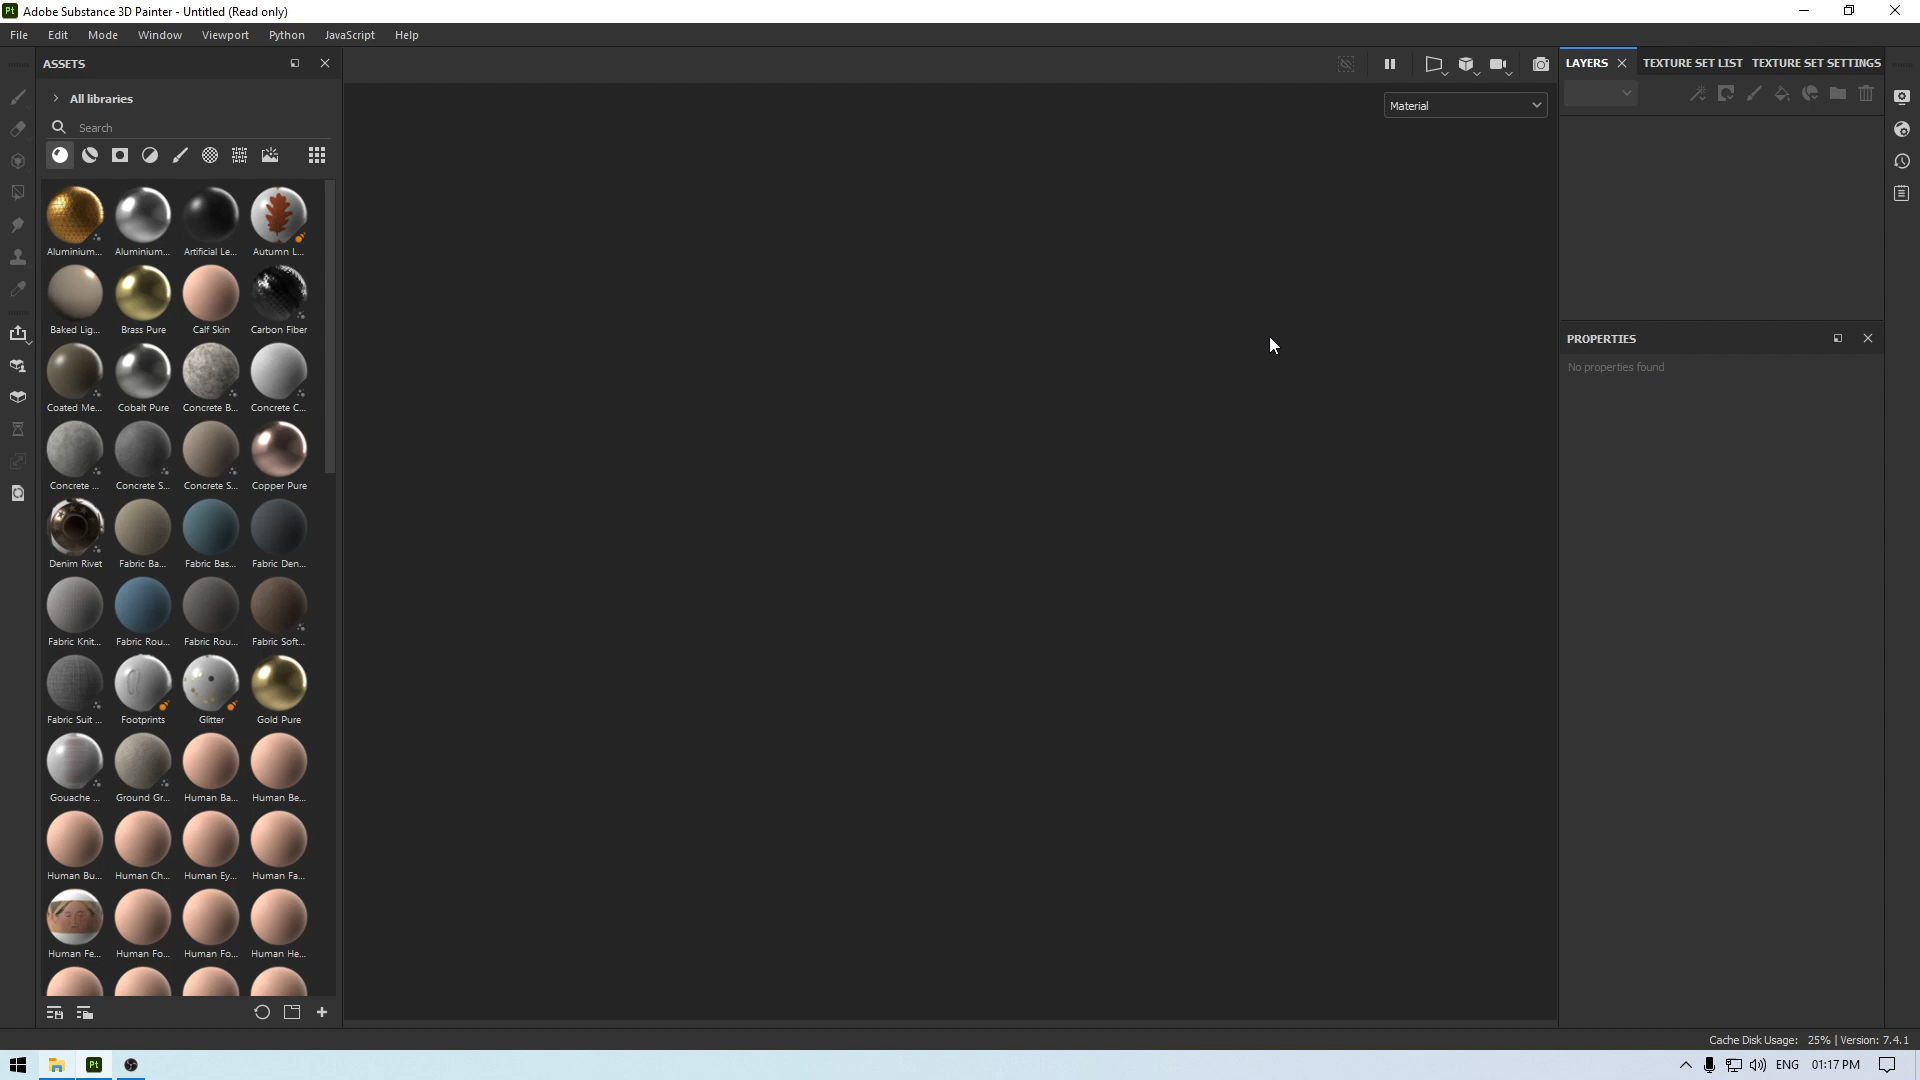 Pt Adobe Substance 3D Painter - Untitled (Read only)
File Edit Mode Window Viewport Python JavaScript Help
ASSETS
All libraries
Search
Aluminium... Aluminium... Artificial Le... Autumn L...
Baked Lig... Brass Pure Calf Skin Carbon Fiber
Coated Me... Cobalt Pure Concrete B... Concrete C...
Concrete ... Concrete S... Concrete S... Copper Pure
Denim Rivet Fabric Ba... Fabric Bas... Fabric Den...
Fabric Knit... Fabric Rou... Fabric Rou... Fabric Soft...
Fabric Suit ... Footprints Glitter Gold Pure
Gouache ... Ground Gr... Human Ba... Human Be...
Human Bu... Human Ch... Human Ey... Human Fa...
Human Fe... Human Fo... Human Fo... Human He...
Material
LAYERS TEXTURE SET LIST TEXTURE SET SETTINGS
PROPERTIES
No properties found
Cache Disk Usage: 25% | Version: 7.4.1
Pt
ENG 01:17 PM